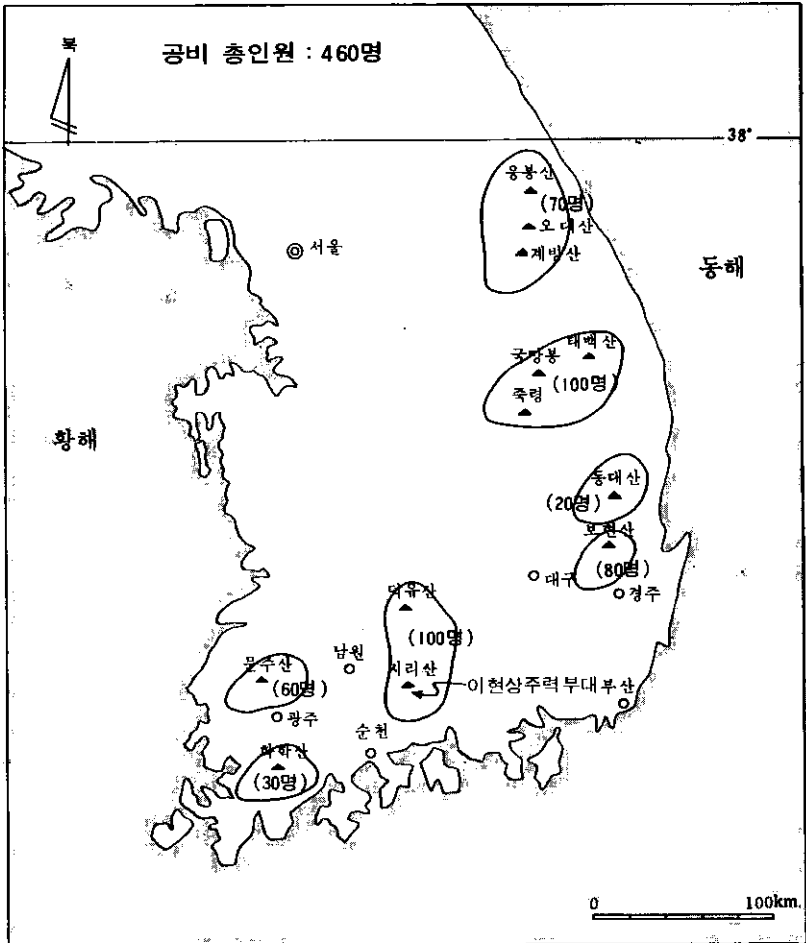 북
공비 총인원 : 460명
38°
응봉산
(70명)
오대산
계방산
서울
동해
태백산
국망봉
(100명)
죽령
황해
동대산
(20명)
보현산
(80명)
대구
경주
덕유산
(100명)
남원
지리산
이현상주력부대
부산
문수산
(60명)
광주
순천
화학산
(30명)
0 100km.